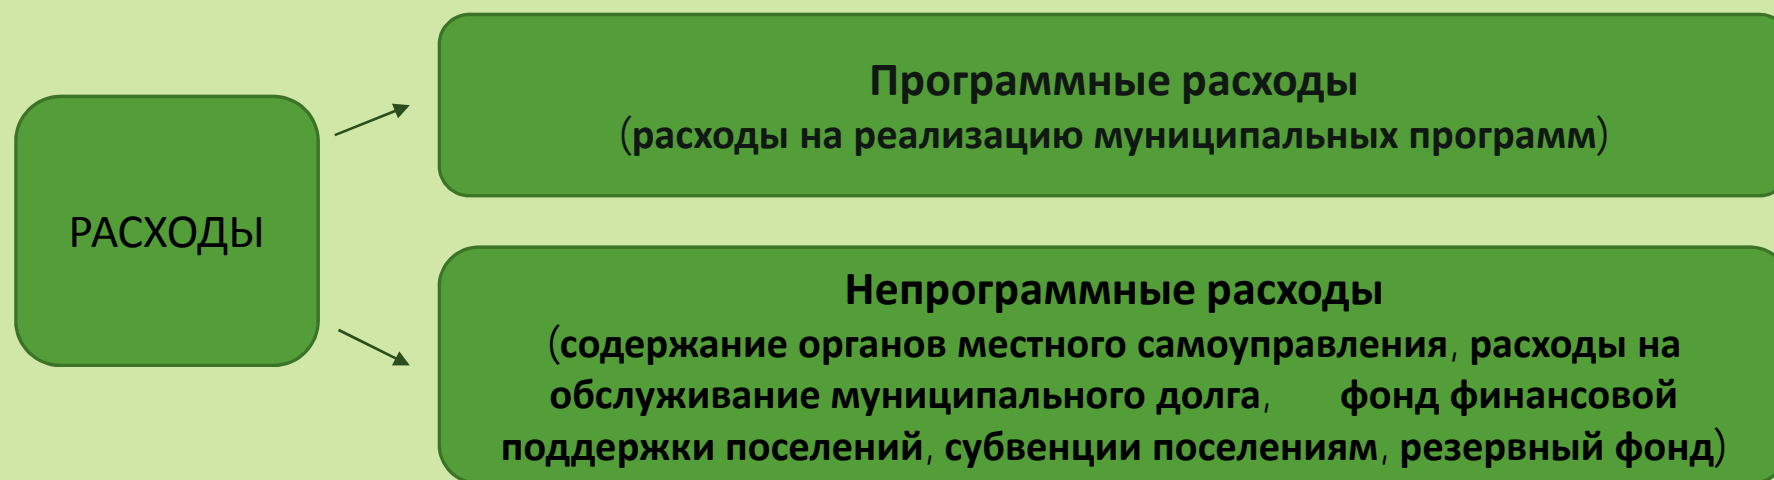 РАСХОДЫ
Программные расходы
(расходы на реализацию муниципальных программ)
Непрограммные расходы
(содержание органов местного самоуправления, расходы на
обслуживание муниципального долга, фонд финансовой
поддержки поселений, субвенции поселениям, резервный фонд)